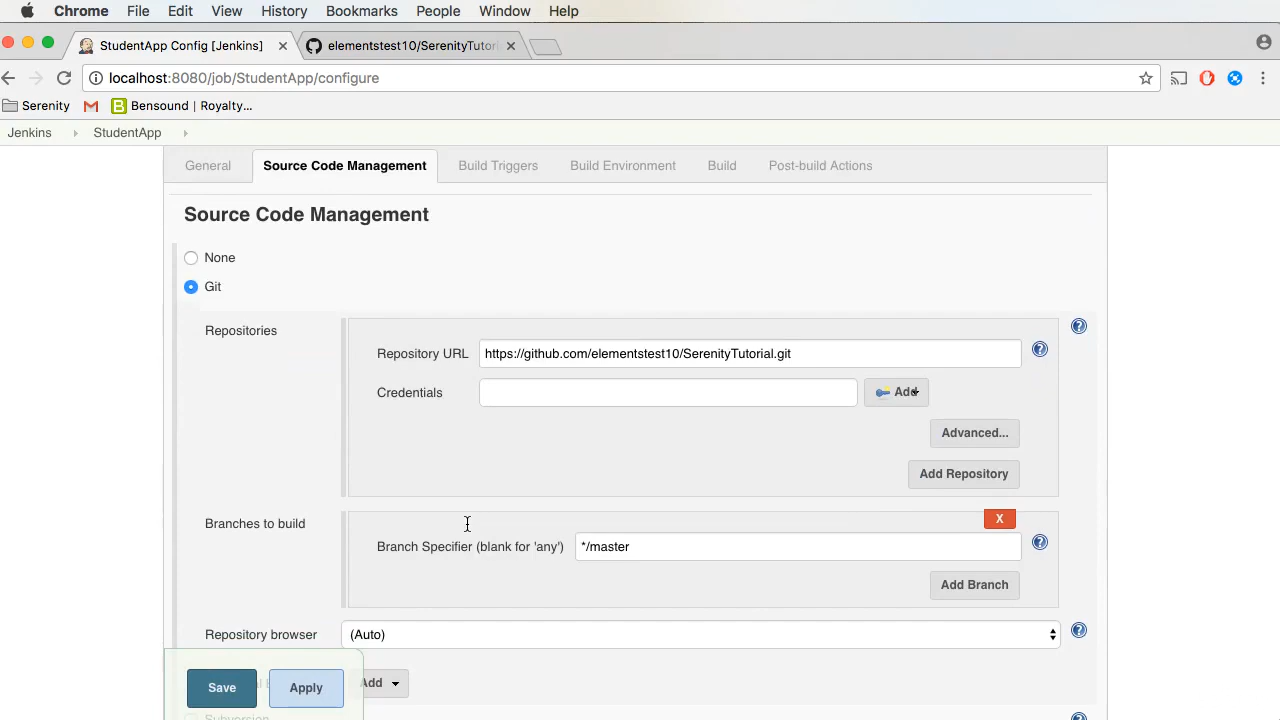 Chrome File Edit View History Bookmarks People Window Help
StudentApp Config [Jenkins] elementstest10/SerenityTutori
localhost:8080/job/StudentApp/configure
Serenity Bensound | Royalty...
Jenkins StudentApp
General Source Code Management Build Triggers Build Environment Build Post-build Actions
Source Code Management
None
Git
Repositories
Repository URL https://github.com/elementstest10/SerenityTutorial.git
Credentials Add
Advanced...
Add Repository
Branches to build X
Branch Specifier (blank for 'any') */master
Add Branch
Repository browser (Auto)
Save Apply Add
Subversion